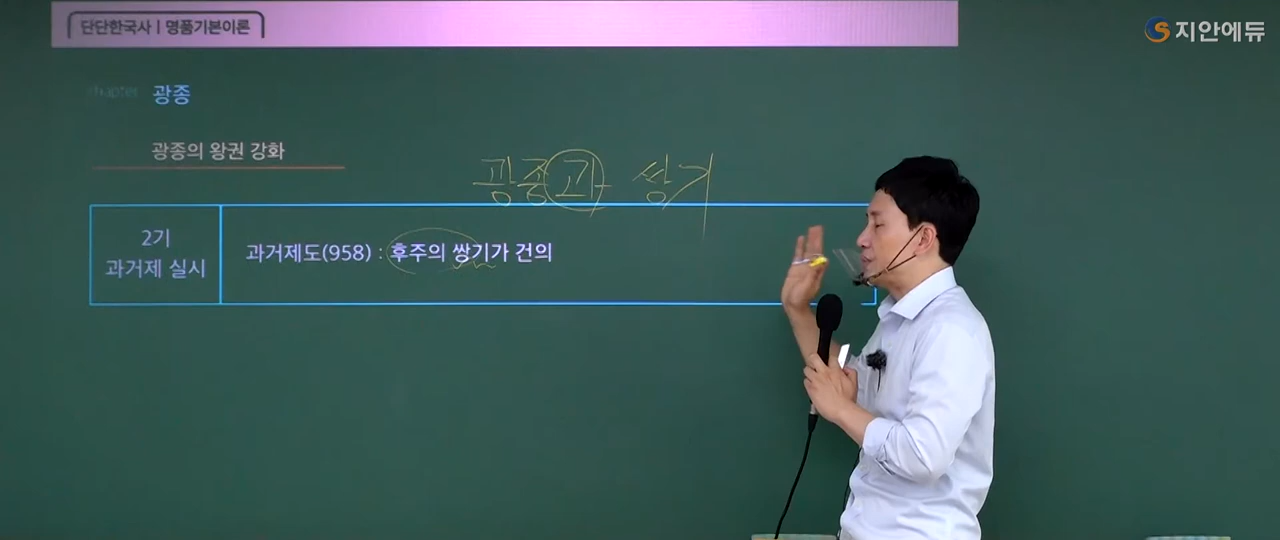 단단한국사 | 명품기본이론
지안에듀
chapter 광종
광종의 왕권 강화
광종과 쌍기
2기
과거제 실시
과거제도(958) : 후주의 쌍기가 건의